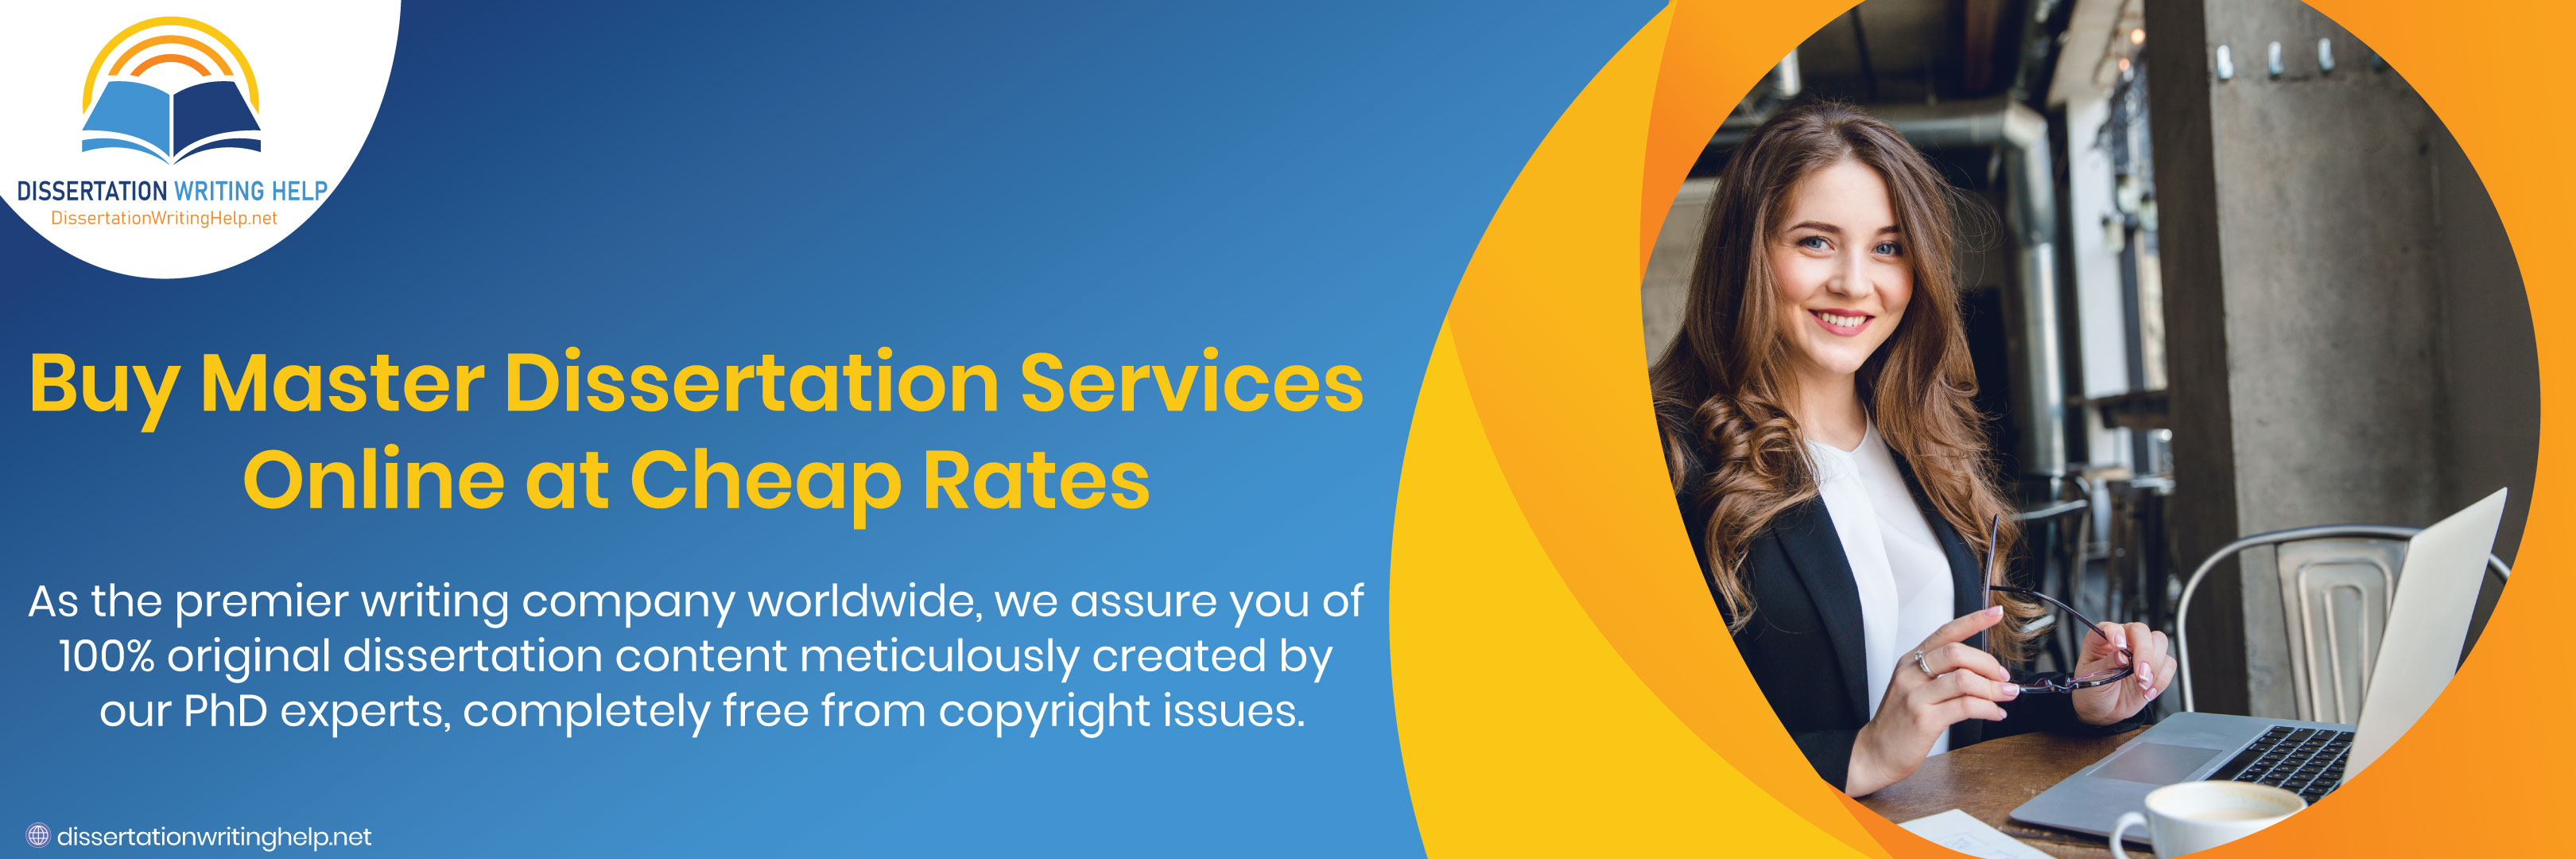 DISSERTATION WRITING HELP
DissertationWritingHelp.net
Buy Master Dissertation Services
Online at Cheap Rates
As the premier writing company worldwide, we assure you of
100% original dissertation content meticulously created by
our PhD experts, completely free from copyright issues.
dissertationwritinghelp.net